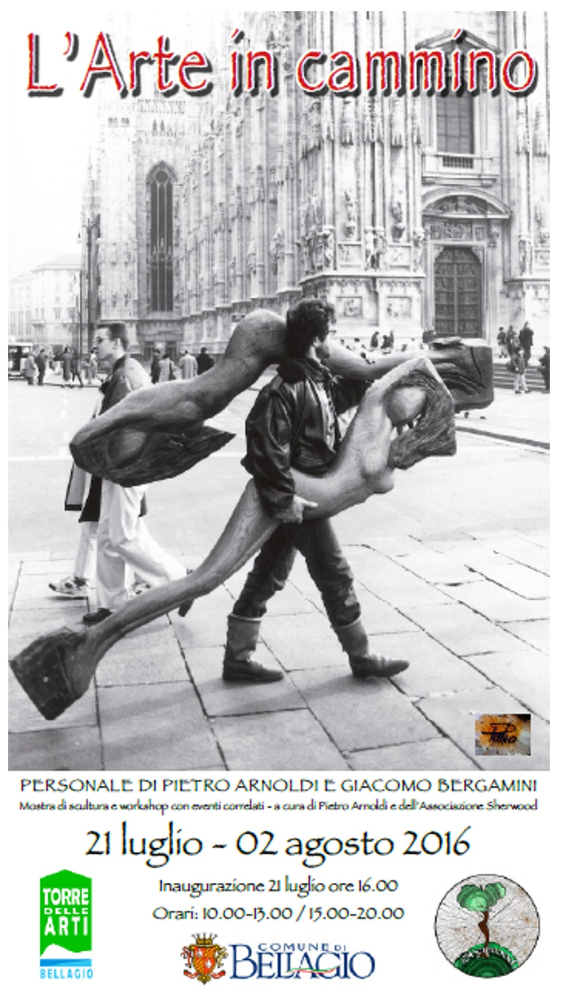 L'Arte in cammino
PERSONALE DI PIETRO ARNOLDI E GIACOMO BERGAMINI
Mostra di scultura e workshop con eventi correlati - a cura di Pietro Arnoldi e dell'Associazione Sherwood
21 luglio - 02 agosto 2016
Inaugurazione 21 luglio ore 16.00
Orari: 10.00-13.00 / 15.00-20.00
TORRE
DELLE
ARTI
BELLAGIO
COMUNE DI
BELLAGIO